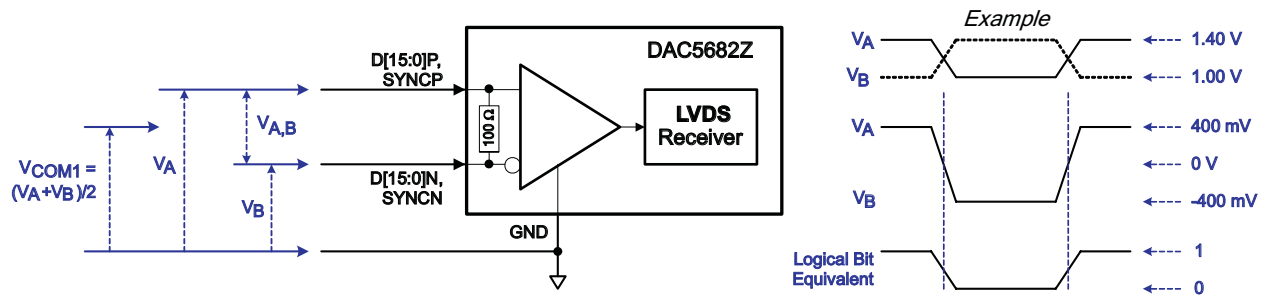 Example
DAC5682Z
D[15:0]P,
SYNCP
100 Ω
LVDS
Receiver
D[15:0]N,
SYNCN
GND
VCOM1 =
(VA+VB)/2
VA
VA,B
VB
VA
1.40 V
VB
1.00 V
VA
400 mV
0 V
VB
-400 mV
Logical Bit
Equivalent
1
0